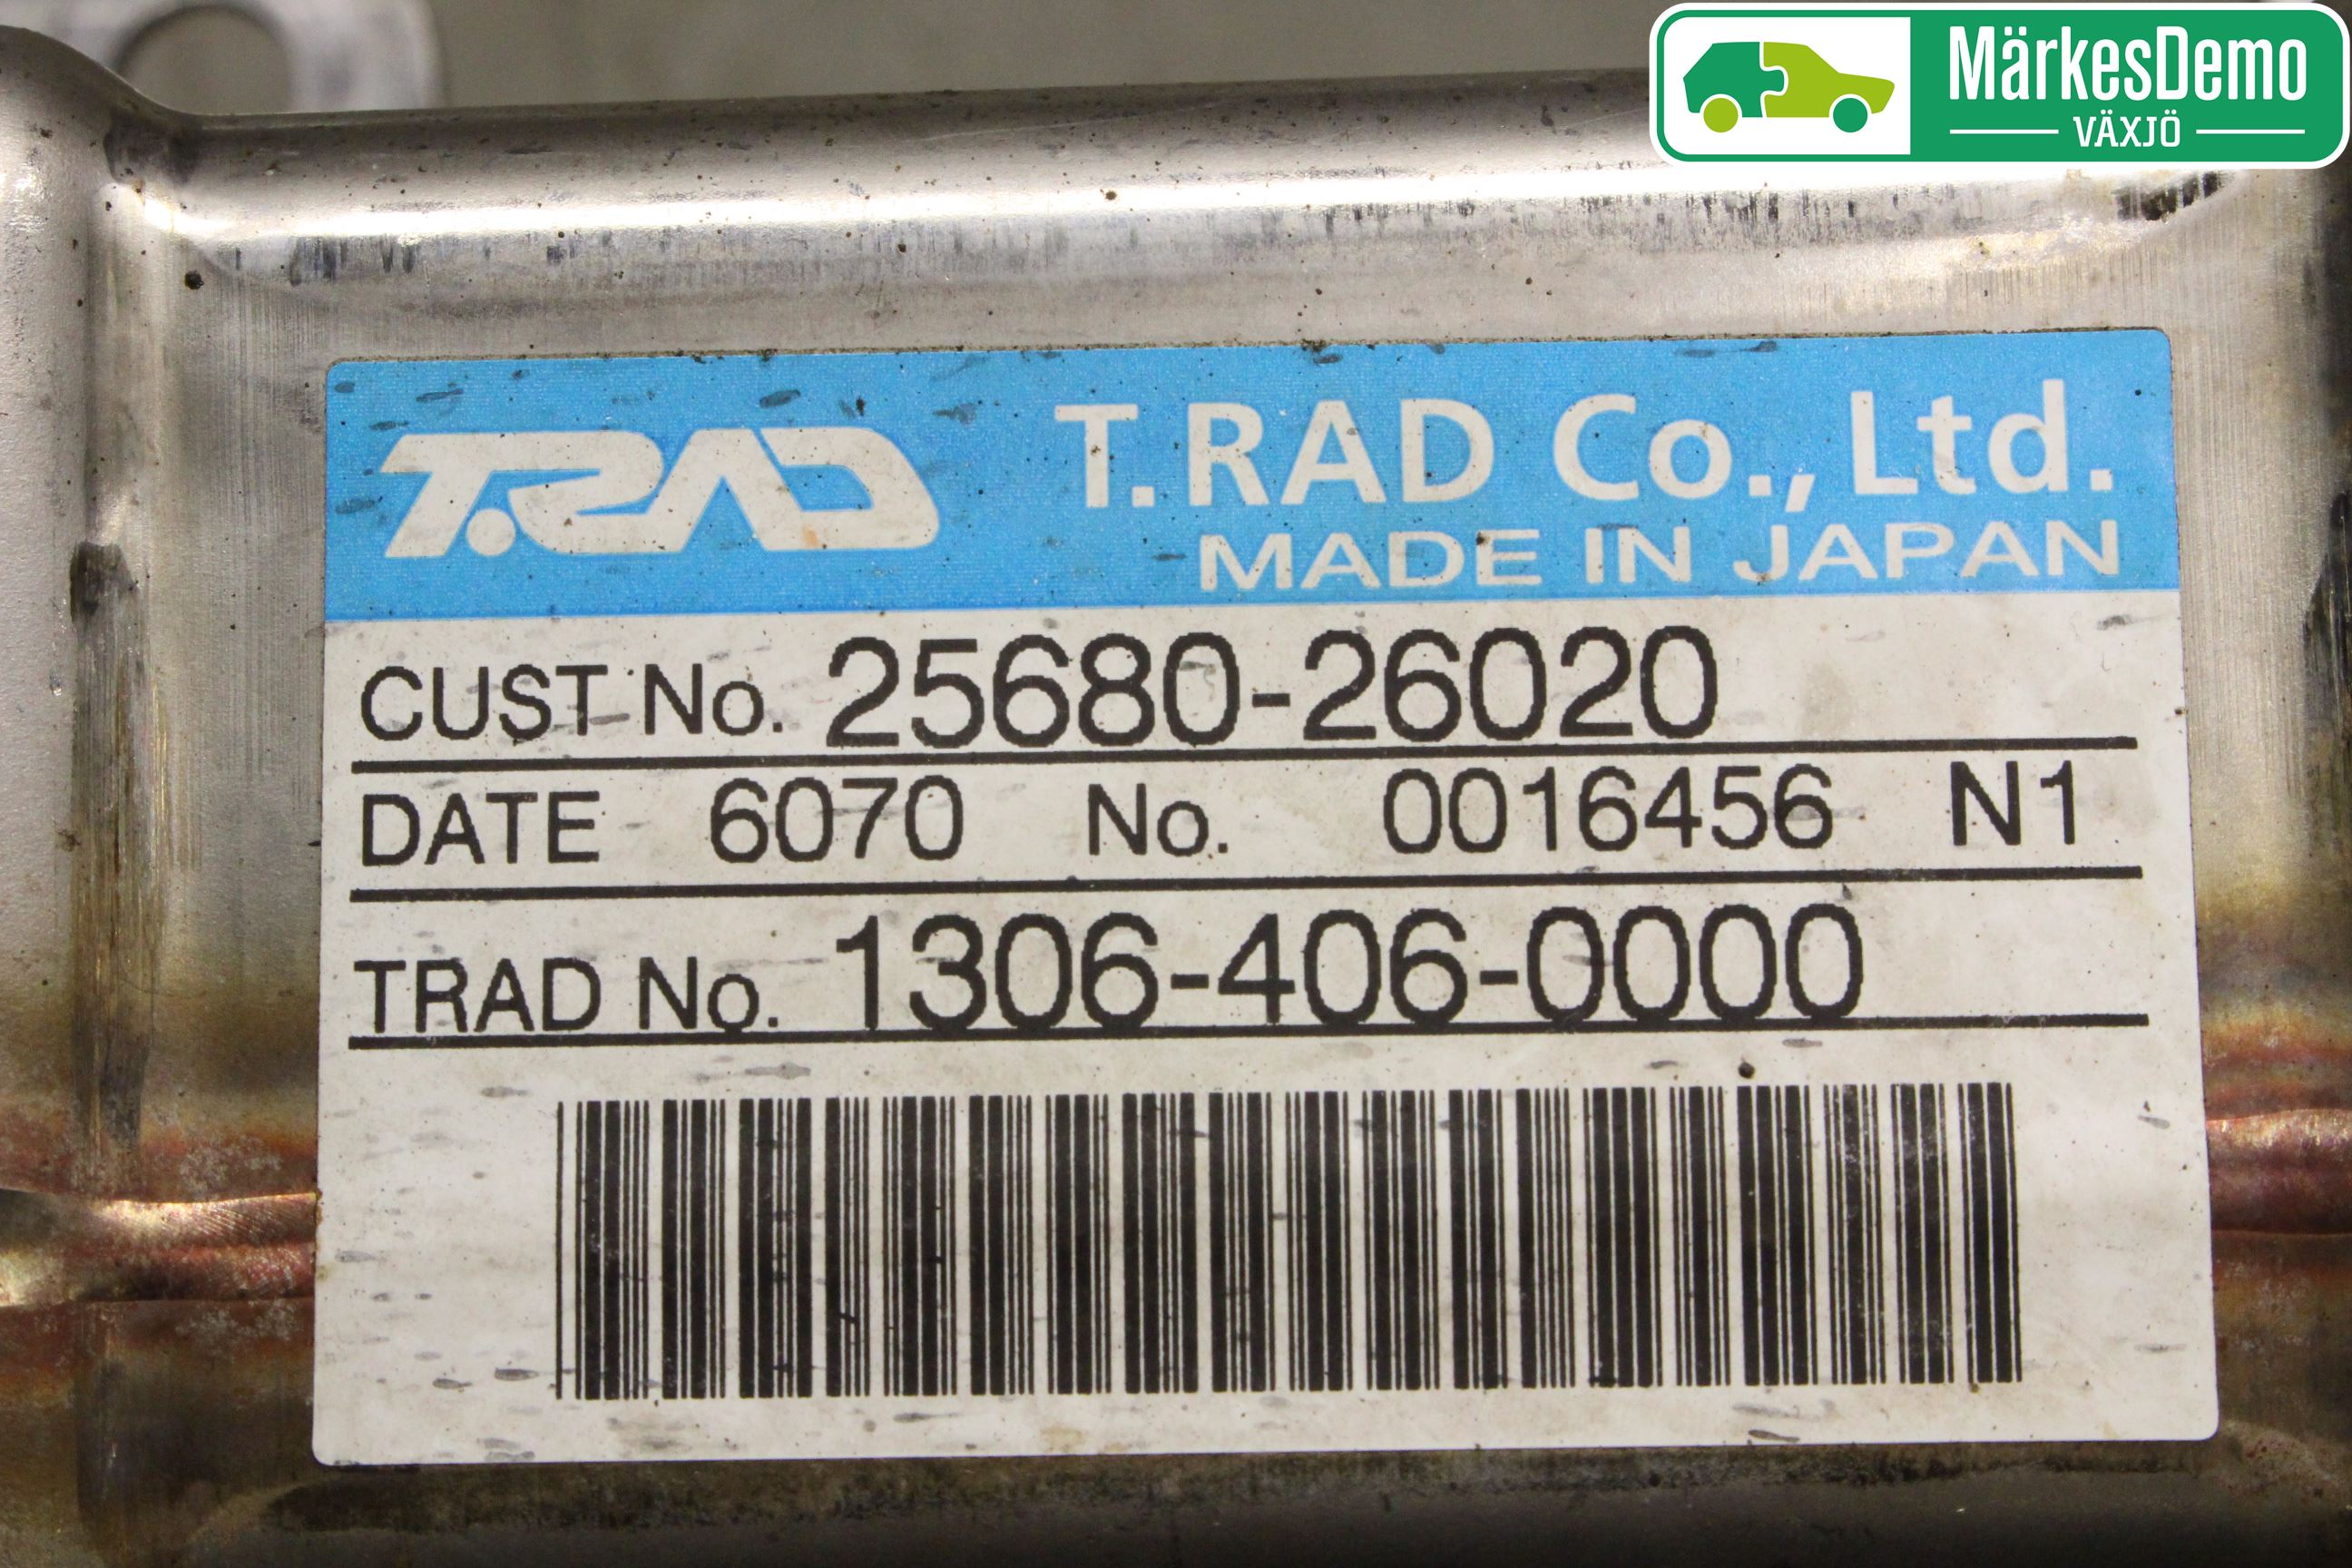 MärkesDemo
VÄXJÖ
T.RAD T.RAD Co., Ltd.
MADE IN JAPAN
CUST No. 25680-26020
DATE 6070 No. 0016456 N1
TRAD No. 1306-406-0000